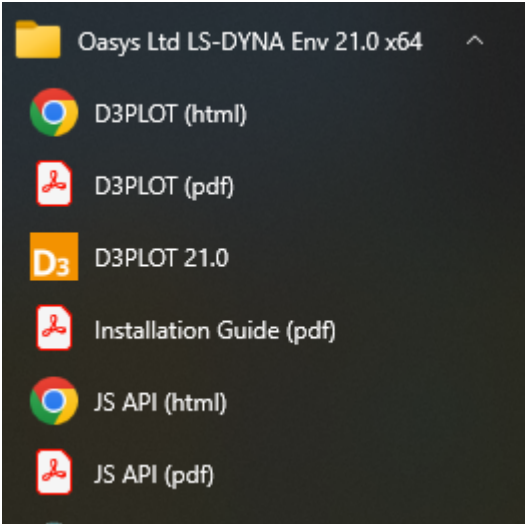 Oasys Ltd LS-DYNA Env 21.0 x64
D3PLOT (html)
D3PLOT (pdf)
D3 D3PLOT 21.0
Installation Guide (pdf)
JS API (html)
JS API (pdf)